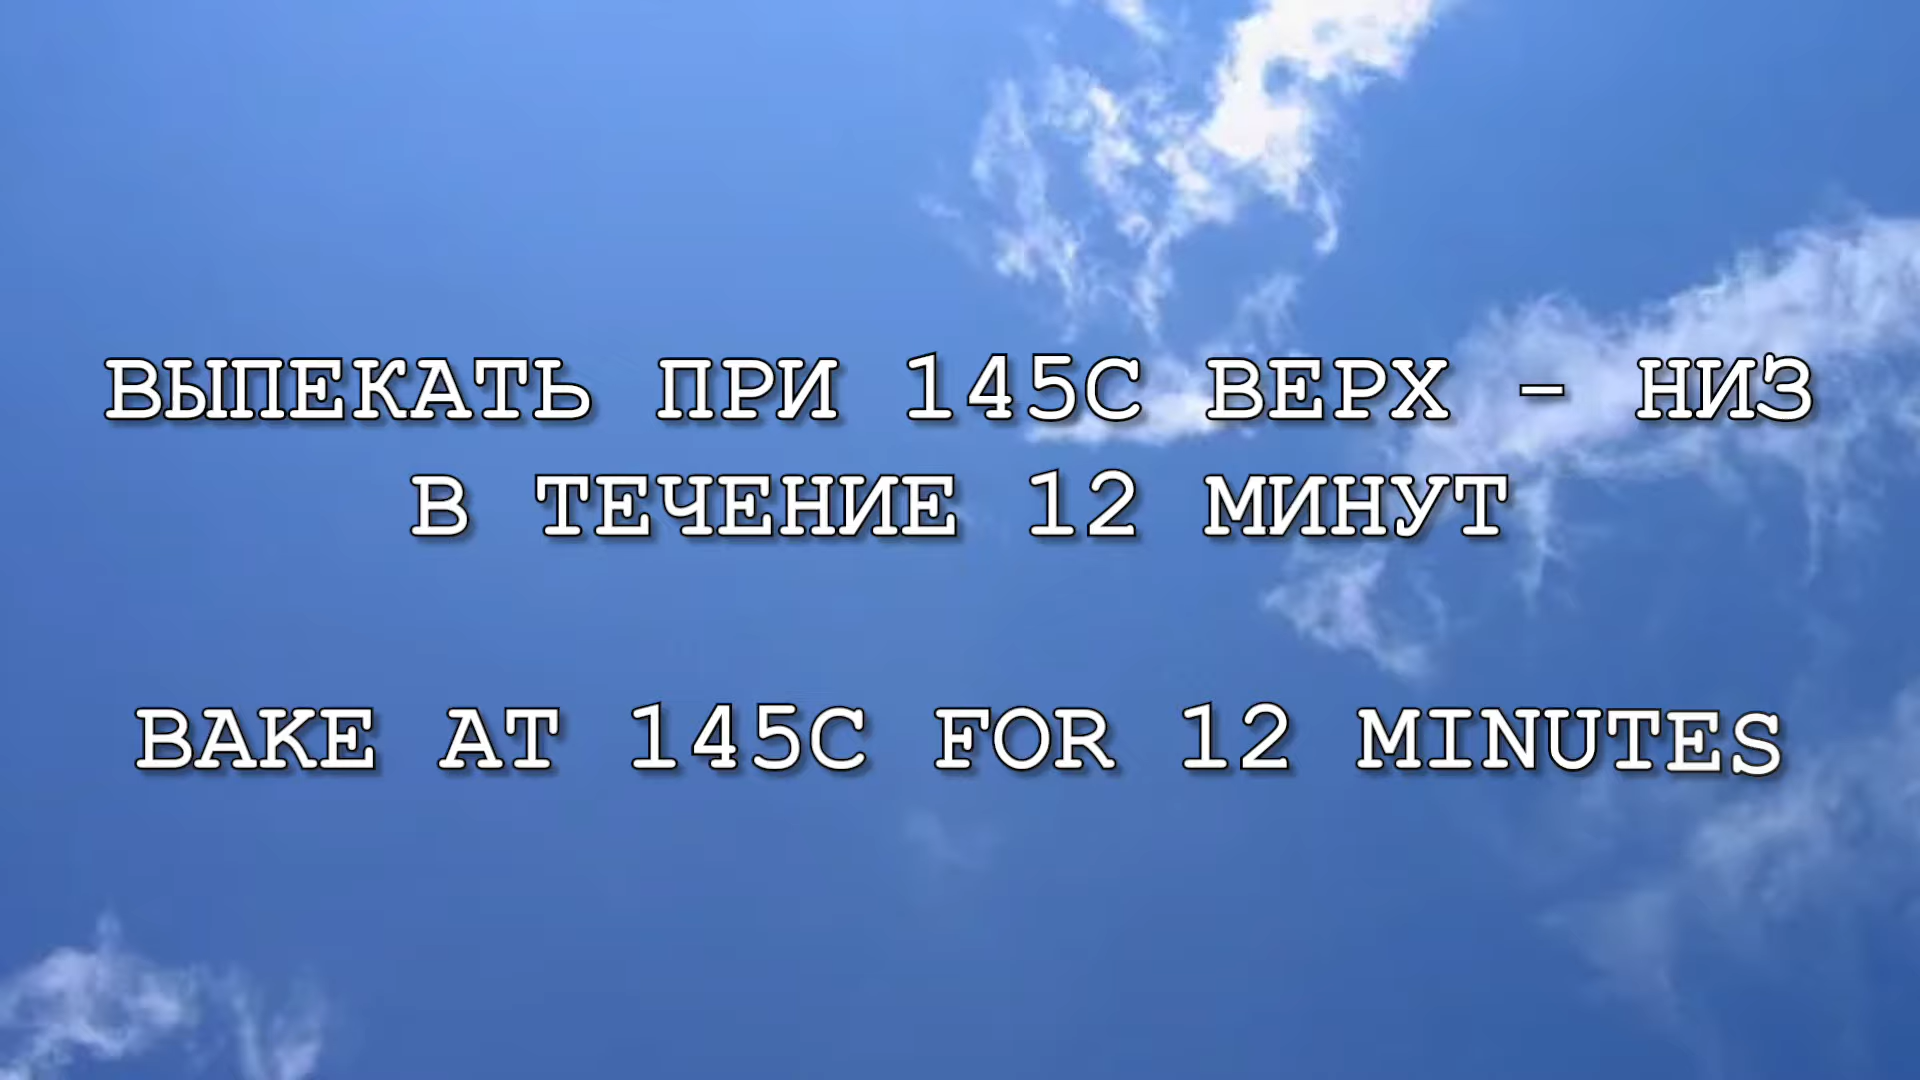 ВЫПЕКАТЬ ПРИ 145С ВЕРХ - НИЗ
В ТЕЧЕНИЕ 12 МИНУТ
BAKE AT 145C FOR 12 MINUTES